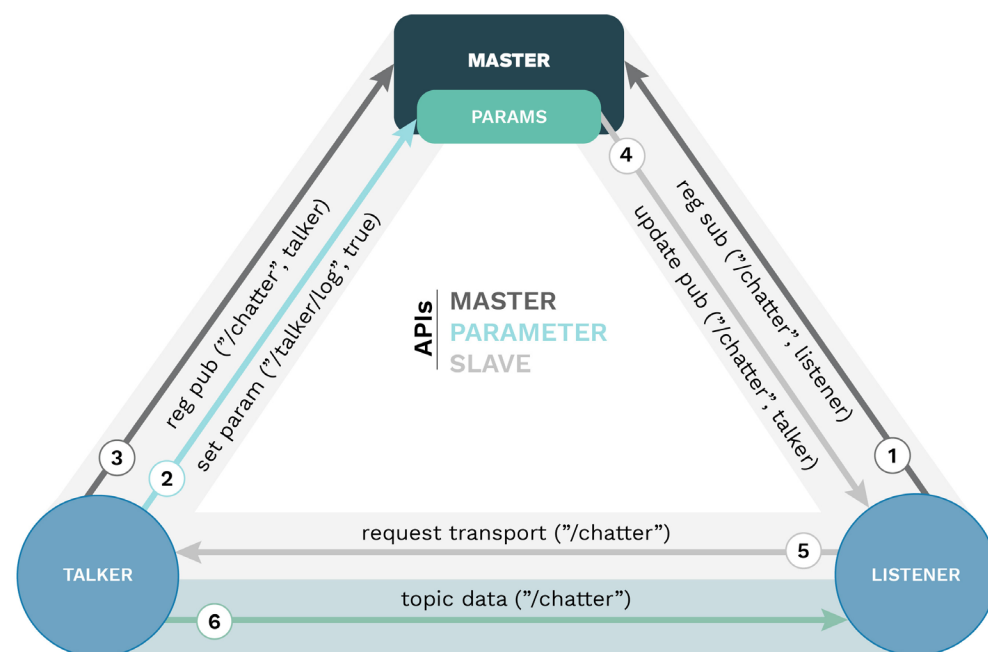 MASTER
PARAMS
4
reg sub (”/chatter”, listener)
update pub (”/chatter”, talker)
reg pub (”/chatter”, talker)
set param (”/talker/log”, true)
APIs
MASTER
PARAMETER
SLAVE
3
2
1
request transport (”/chatter”)
5
TALKER
LISTENER
topic data (”/chatter”)
6